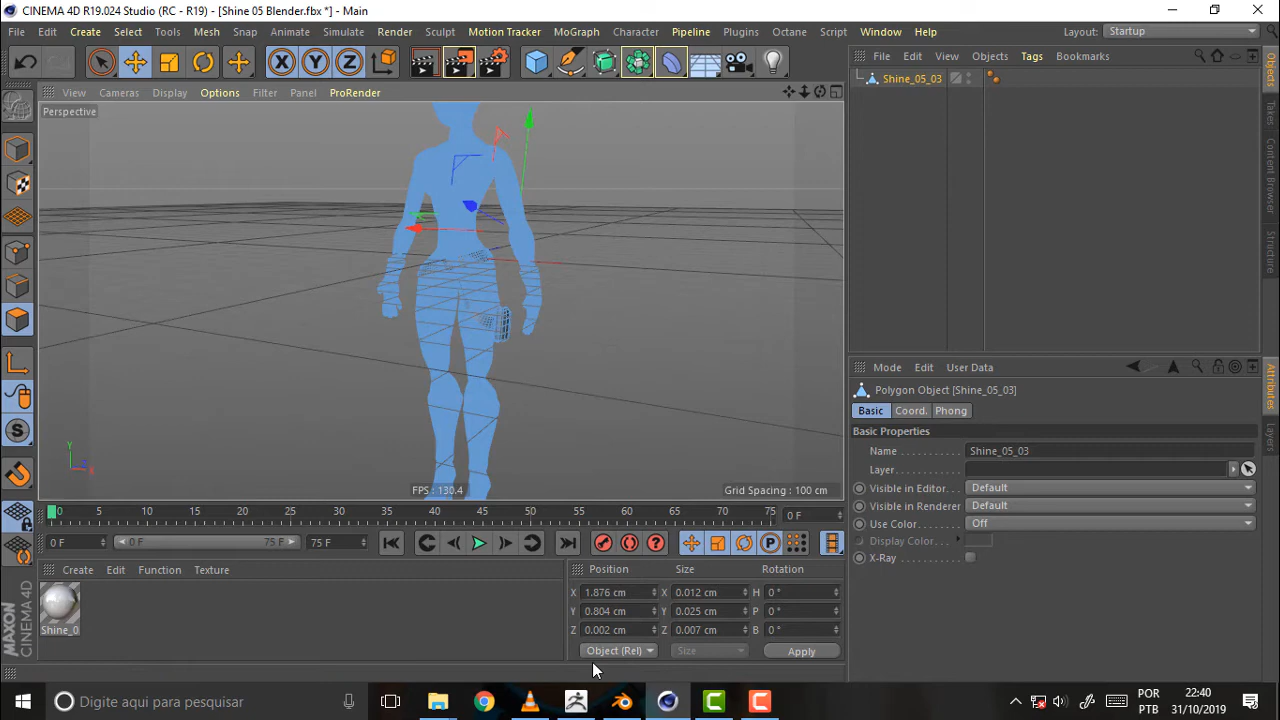 CINEMA 4D R19.024 Studio (RC - R19) - [Shine 05 Blender.fbx *] - Main
File Edit Create Select Tools Mesh Snap Animate Simulate Render Sculpt Motion Tracker MoGraph Character Pipeline Plugins Octane Script Window Help Layout: Startup
File Edit View Objects Tags Bookmarks
Shine_05_03
View Cameras Display Options Filter Panel ProRender
Perspective
Objects
Takes
Content Browser
Structure
Mode Edit User Data
Polygon Object [Shine_05_03]
Basic Coord. Phong
Basic Properties
Name Shine_05_03
Layer
Visible in Editor Default
Visible in Renderer Default
Use Color Off
Display Color
X-Ray
Attributes
Layers
Y
X
FPS : 130.4
Grid Spacing : 100 cm
0 5 10 15 20 25 30 35 40 45 50 55 60 65 70 75 0 F
0 F 0 F 75 F 75 F
Create Edit Function Texture
Shine_0
Position Size Rotation
X 1.876 cm X 0.012 cm H 0 °
Y 0.804 cm Y 0.025 cm P 0 °
Z 0.002 cm Z 0.007 cm B 0 °
Object (Rel) Size Apply
MAXON CINEMA 4D
Digite aqui para pesquisar
POR
PTB
22:40
31/10/2019